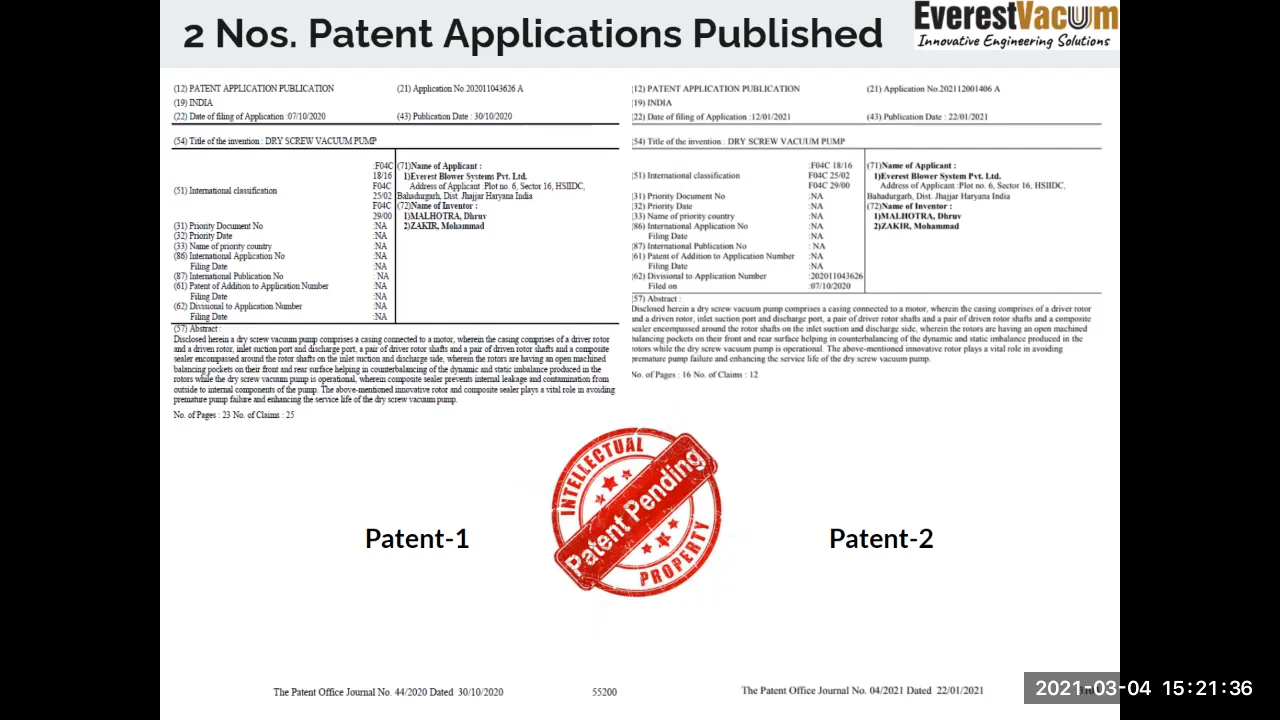 2 Nos. Patent Applications Published
EverestVacuum
Innovative Engineering Solutions
(12) PATENT APPLICATION PUBLICATION (21) Application No.202011043626 A
(19) INDIA
(22) Date of filing of Application :07/10/2020 (43) Publication Date : 30/10/2020
(54) Title of the invention : DRY SCREW VACUUM PUMP
(51) International classification
:F04C
18/16
F04C
25/02
F04C
29/00
(31) Priority Document No :NA
(32) Priority Date :NA
(33) Name of priority country :NA
(86) International Application No :NA
Filing Date :NA
(87) International Publication No : NA
(61) Patent of Addition to Application Number :NA
Filing Date :NA
(62) Divisional to Application Number :NA
Filing Date :NA
(71)Name of Applicant :
1)Everest Blower Systems Pvt. Ltd.
Address of Applicant :Plot no. 6, Sector 16, HSIIDC,
Bahadurgarh, Dist. Jhajjar Haryana India
(72)Name of Inventor :
1)MALHOTRA, Dhruv
2)ZAKIR, Mohammad
(57) Abstract :
Disclosed herein a dry screw vacuum pump comprises a casing connected to a motor, wherein the casing comprises of a driver rotor
and a driven rotor, inlet suction port and discharge port, a pair of driver rotor shafts and a pair of driven rotor shafts and a composite
sealer encompassed around the rotor shafts on the inlet suction and discharge side, wherein the rotors are having an open machined
balancing pockets on their front and rear surface helping in counterbalancing of the dynamic and static imbalance produced in the
rotors while the dry screw vacuum pump is operational, wherein composite sealer prevents internal leakage and contamination from
outside to internal components of the pump. The above-mentioned innovative rotor and composite sealer plays a vital role in avoiding
premature pump failure and enhancing the service life of the dry screw vacuum pump.
No. of Pages : 23 No. of Claims : 25
(12) PATENT APPLICATION PUBLICATION (21) Application No.202112001406 A
(19) INDIA
(22) Date of filing of Application :12/01/2021 (43) Publication Date : 22/01/2021
(54) Title of the invention : DRY SCREW VACUUM PUMP
(51) International classification
:F04C 18/16
F04C 25/02
F04C 29/00
(31) Priority Document No :NA
(32) Priority Date :NA
(33) Name of priority country :NA
(86) International Application No :NA
Filing Date :NA
(87) International Publication No : NA
(61) Patent of Addition to Application Number :NA
Filing Date :NA
(62) Divisional to Application Number :202011043626
Filed on :07/10/2020
(71)Name of Applicant :
1)Everest Blower System Pvt. Ltd.
Address of Applicant :Plot no. 6, Sector 16, HSIIDC,
Bahadurgarh, Dist. Jhajjar Haryana India
(72)Name of Inventor :
1)MALHOTRA, Dhruv
2)ZAKIR, Mohammad
(57) Abstract :
Disclosed herein a dry screw vacuum pump comprises a casing connected to a motor, wherein the casing comprises of a driver rotor
and a driven rotor, inlet suction port and discharge port, a pair of driver rotor shafts and a pair of driven rotor shafts and a composite
sealer encompassed around the rotor shafts on the inlet suction and discharge side, wherein the rotors are having an open machined
balancing pockets on their front and rear surface helping in counterbalancing of the dynamic and static imbalance produced in the
rotors while the dry screw vacuum pump is operational. The above-mentioned innovative rotor plays a vital role in avoiding
premature pump failure and enhancing the service life of the dry screw vacuum pump.
No. of Pages : 16 No. of Claims : 12
INTELLECTUAL
Patent Pending
PROPERTY
Patent-1
Patent-2
The Patent Office Journal No. 44/2020 Dated 30/10/2020 55200
The Patent Office Journal No. 04/2021 Dated 22/01/2021
2021-03-04 15:21:36